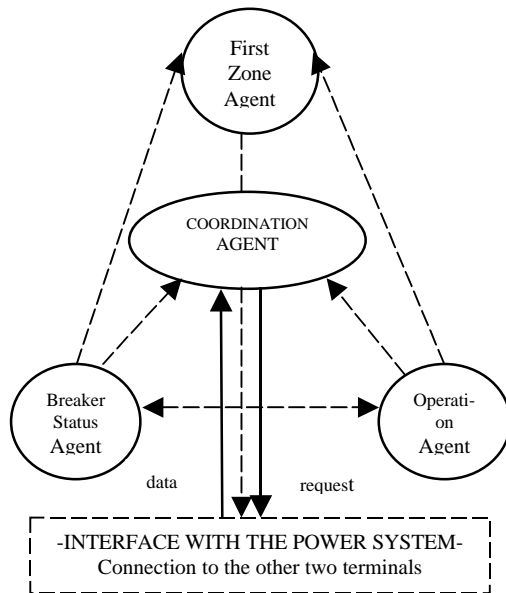 First
Zone
Agent
COORDINATION
AGENT
Breaker
Status
Agent
Operati-
on
Agent
data
request
-INTERFACE WITH THE POWER SYSTEM-
Connection to the other two terminals